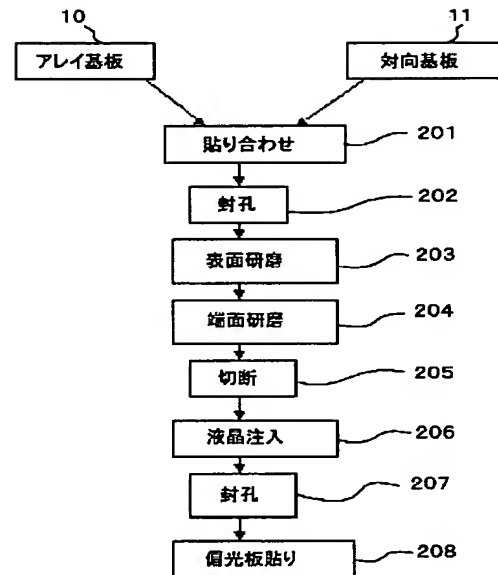 10
11
アレイ基板
対向基板
貼り合わせ
201
封孔
202
表面研磨
203
端面研磨
204
切断
205
液晶注入
206
封孔
207
偏光板貼り
208